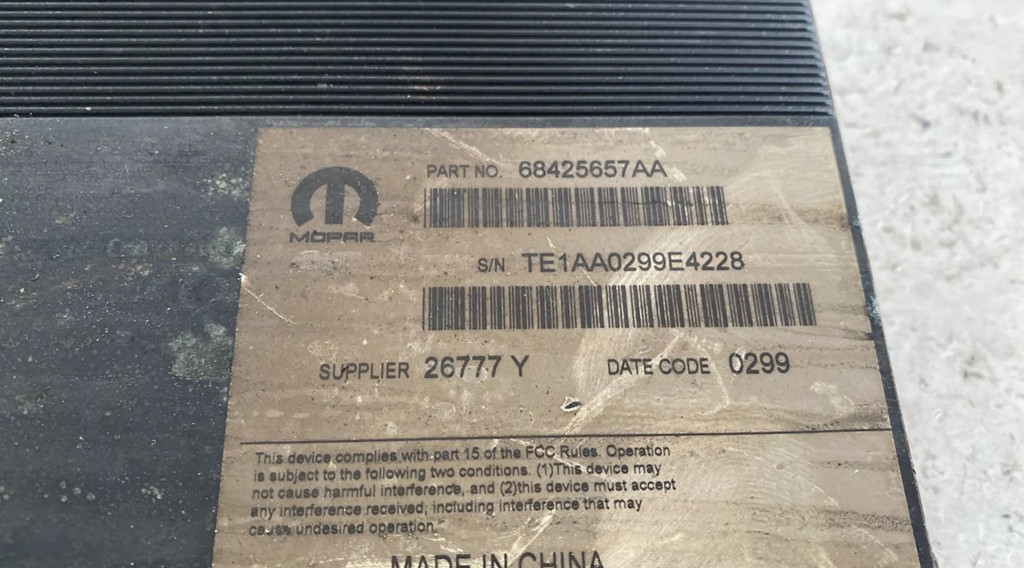 PART NO. 68425657AA
MOPAR
S/N TE1AA0299E4228
SUPPLIER 26777 Y DATE CODE 0299
This device complies with part 15 of the FCC Rules. Operation
is subject to the following two conditions. (1)This device may
not cause harmful interference, and (2)this device must accept
any interference received, including interference that may
cause undesired operation.
MADE IN CHINA